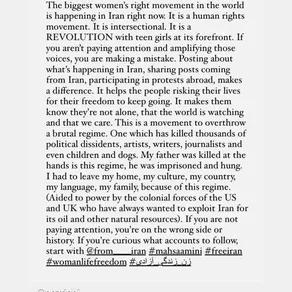 The biggest women's right movement in the world
is happening in Iran right now. It is a human rights
movement. It is intersectional. It is a
REVOLUTION with teen girls at its forefront. If
you aren't paying attention and amplifying those
voices, you are making a mistake. Posting about
what's happening in Iran, sharing posts coming
from Iran, participating in protests abroad, makes
a difference. It helps the people risking their lives
for their freedom to keep going. It makes them
know they're not alone, that the world is watching
and that we care. This is a movement to overthrow
a brutal regime. One which has killed thousands of
political dissidents, artists, writers, journalists and
even children and dogs. My father was killed at the
hands is this regime, he was imprisoned and hung.
I had to leave my home, my culture, my country,
my language, my family, because of this regime.
(Aided to power by the colonial forces of the US
and UK who have always wanted to exploit Iran for
its oil and other natural resources). If you are not
paying attention, you're on the wrong side or
history. If you're curious what accounts to follow,
start with @from____iran #mahsaamini #freeiran
#womanlifefreedom #زن_زندگی_آزادی